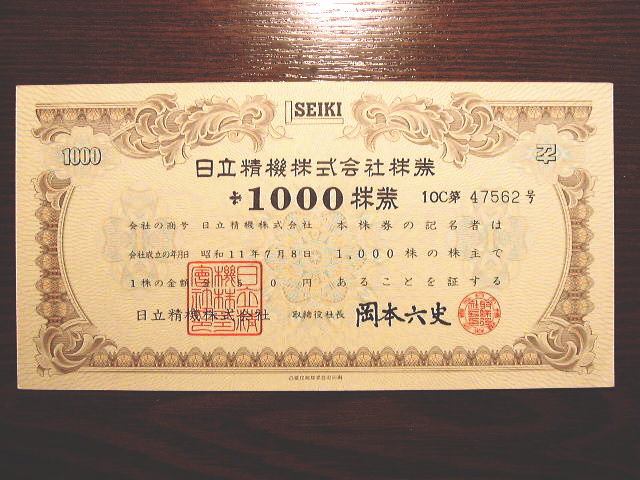 SEIKI
1000
日立精機株式会社株券
1000株券 10C第 47562 号
会社の商号 日立精機株式会社 本株券の記名者は
会社成立の年月日 昭和11年7月8日 1,000株の株主で
1株の金額 金50円 あることを証する
日立精機株式会社 取締役社長 岡本六史